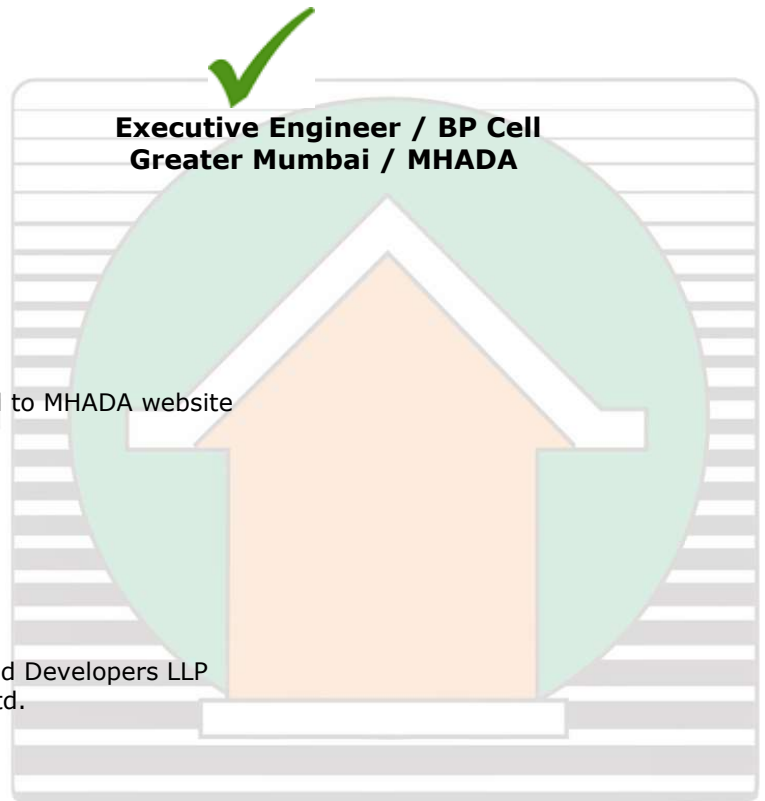 Executive Engineer / BP Cell
Greater Mumbai / MHADA
to MHADA website
d Developers LLP
td.